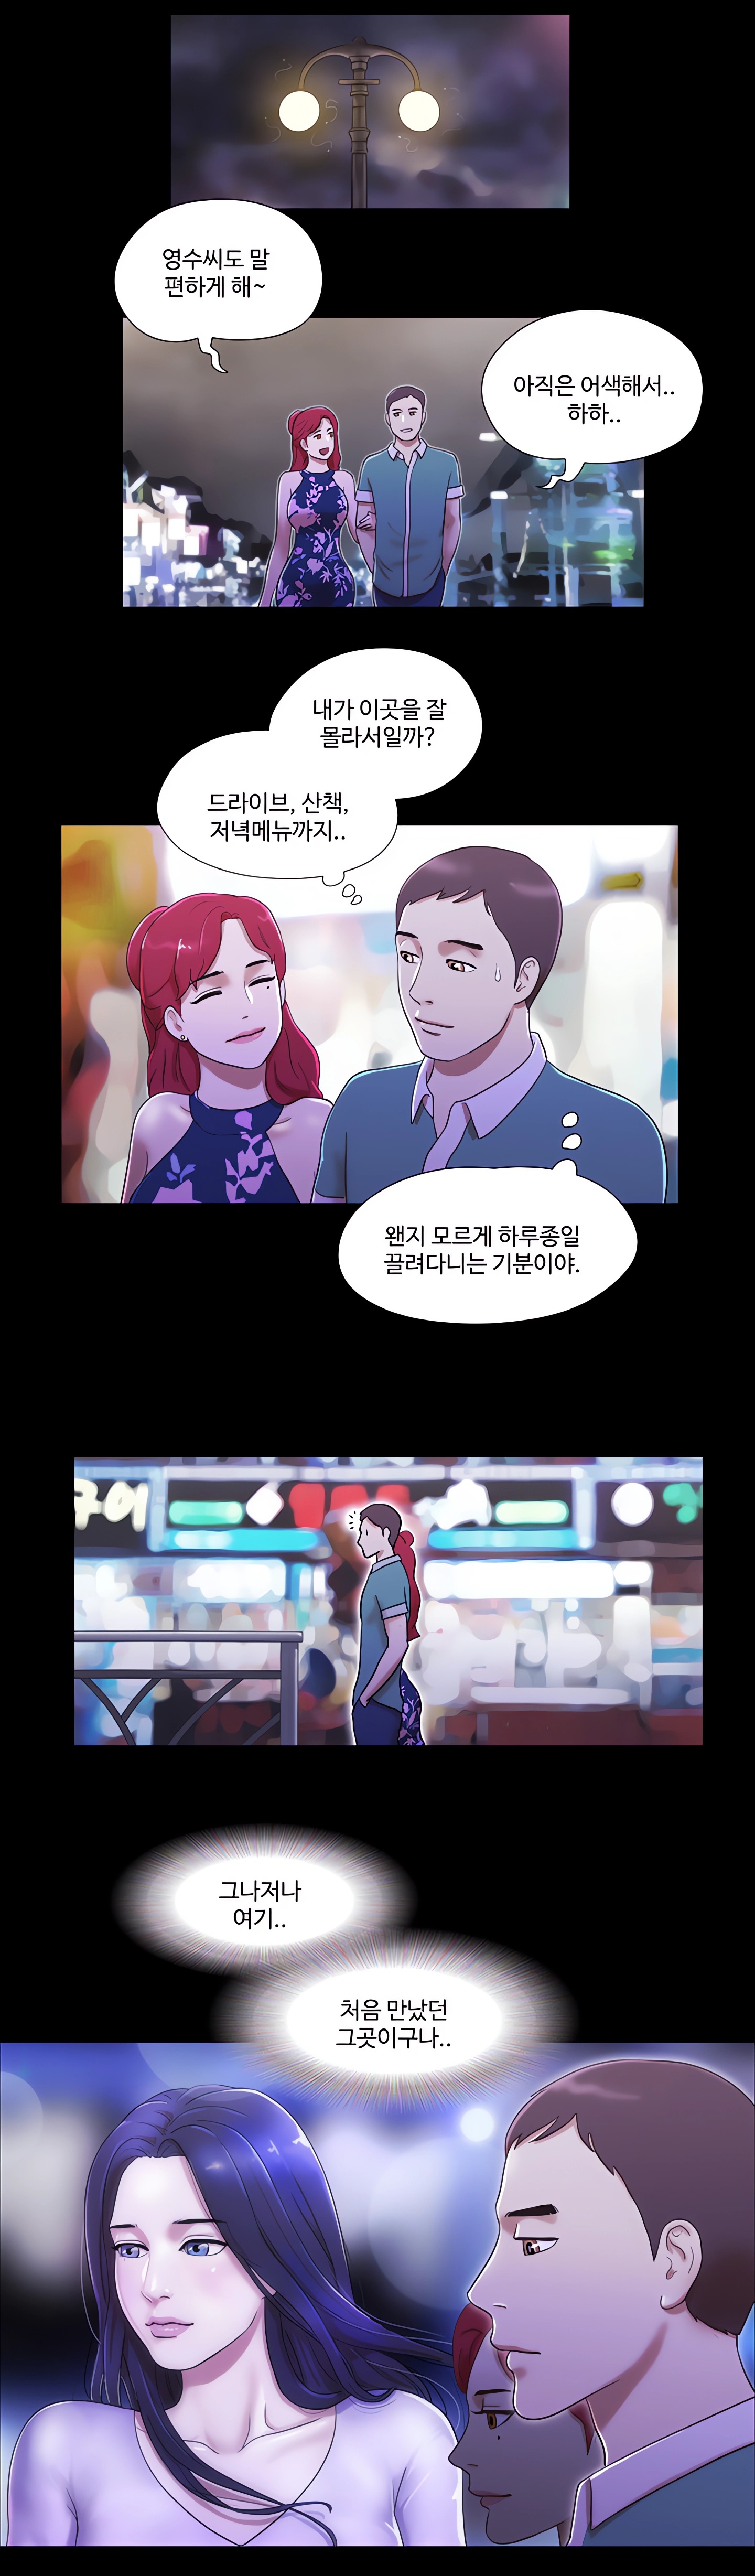 영수씨도 말
편하게 해~
아직은 어색해서..
하하..
내가 이곳을 잘
몰라서일까?
드라이브, 산책,
저녁메뉴까지..
왠지 모르게 하루종일
끌려다니는 기분이야.
구이
그나저나
여기..
처음 만났던
그곳이구나..